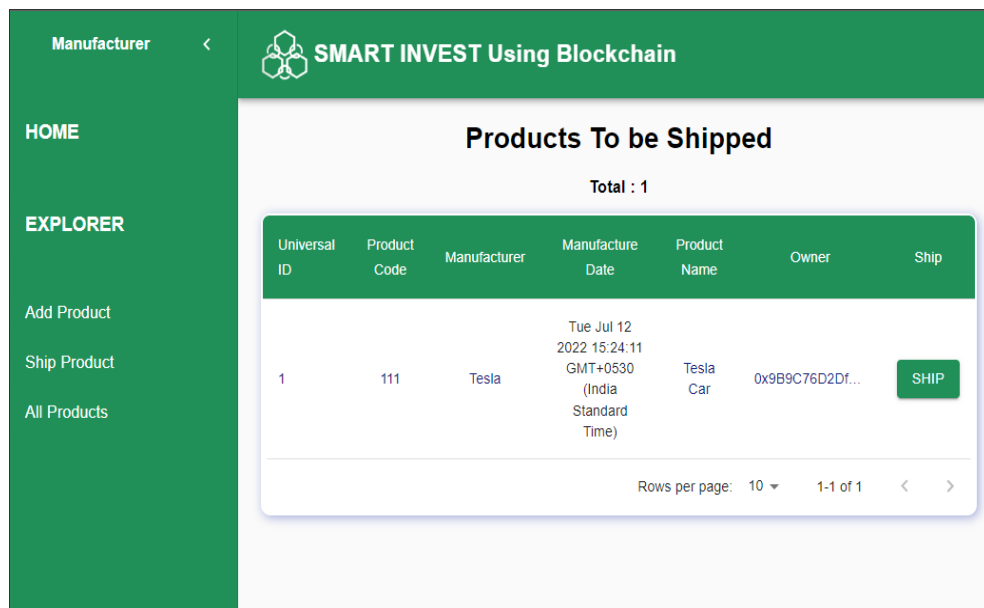 Manufacturer
SMART INVEST Using Blockchain
HOME
EXPLORER
Add Product
Ship Product
All Products
Products To be Shipped
Total : 1
Universal
ID
Product
Code
Manufacturer
Manufacture
Date
Product
Name
Owner
Ship
1
111
Tesla
Tue Jul 12
2022 15:24:11
GMT+0530
(India
Standard
Time)
Tesla
Car
0x9B9C76D2Df...
SHIP
Rows per page: 10 1-1 of 1